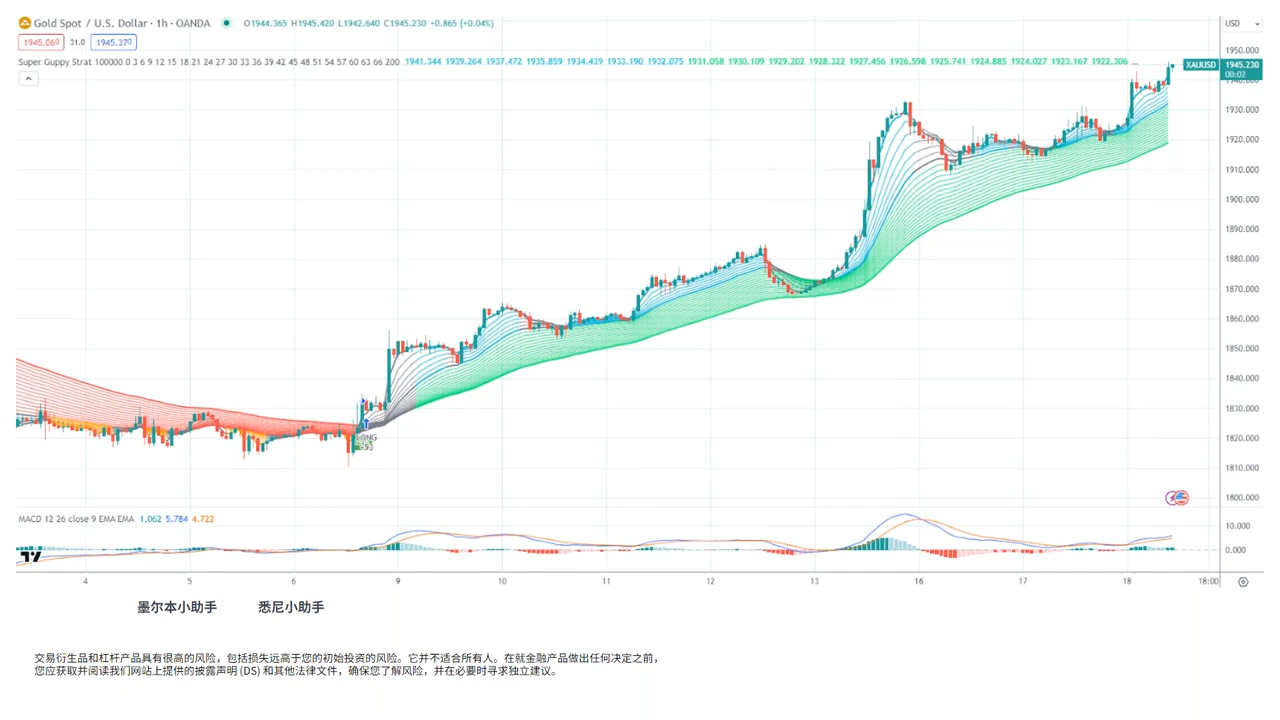 Gold Spot / U.S. Dollar · 1h · OANDA O1944.365 H1945.420 L1942.640 C1945.230 +0.865 (+0.04%) USD
1945.060 31.0 1945.370
Super Guppy Strat 100000 0 3 6 9 12 15 18 21 24 27 30 33 36 39 42 45 48 51 54 57 60 63 66 200 1941.344 1939.264 1937.472 1935.859 1934.439 1933.190 1932.075 1931.058 1930.109 1929.202 1928.322 1927.456 1926.598 1925.741 1924.885 1924.027 1923.167 1922.306
1950.000
XAUUSD 1945.230
00:02
1940.000
1930.000
1920.000
1910.000
1900.000
1890.000
1880.000
1870.000
1860.000
1850.000
1840.000
1830.000
1820.000
1810.000
1800.000
LONG
MACD 12 26 close 9 EMA EMA 1.062 5.784 4.722
10.000
0.000
4 5 6 9 10 11 12 13 16 17 18 18:00
墨尔本小助手 悉尼小助手
交易衍生品和杠杆产品具有很高的风险，包括损失远高于您的初始投资的风险。它并不适合所有人。在就金融产品做出任何决定之前，
您应获取并阅读我们网站上提供的披露声明 (DS) 和其他法律文件，确保您了解风险，并在必要时寻求独立建议。